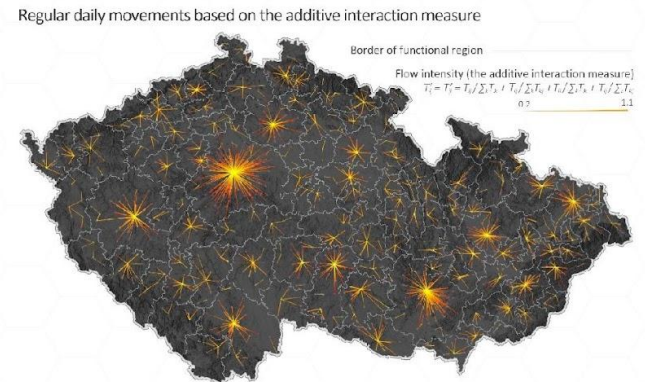 Regular daily movements based on the additive interaction measure
Border of functional region
Flow intensity (the additive interaction measure)
0.2
1.1